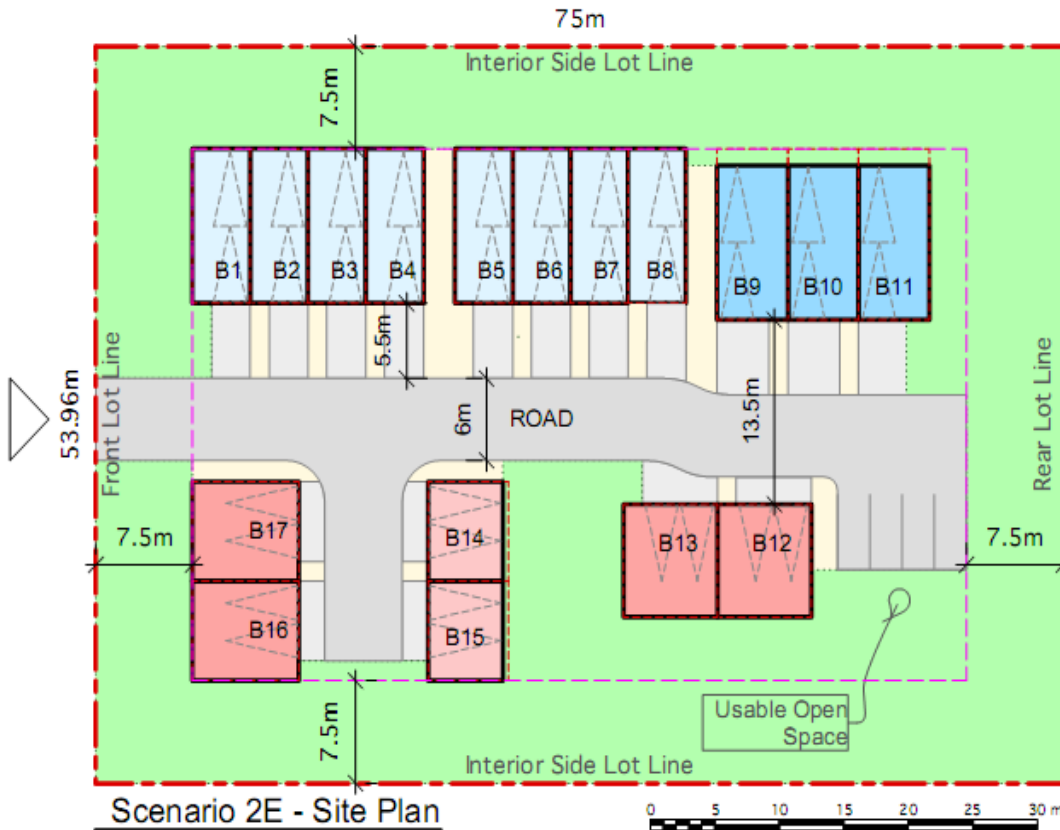 75m
Interior Side Lot Line
7.5m
B1 B2 B3 B4 B5 B6 B7 B8 B9 B10 B11
5.5m
53.96m
Front Lot Line
6m
ROAD
13.5m
Rear Lot Line
7.5m
B17 B14 B13 B12
7.5m
B16 B15
7.5m
Usable Open
Space
Interior Side Lot Line
Scenario 2E - Site Plan
0 5 10 15 20 25 30 m